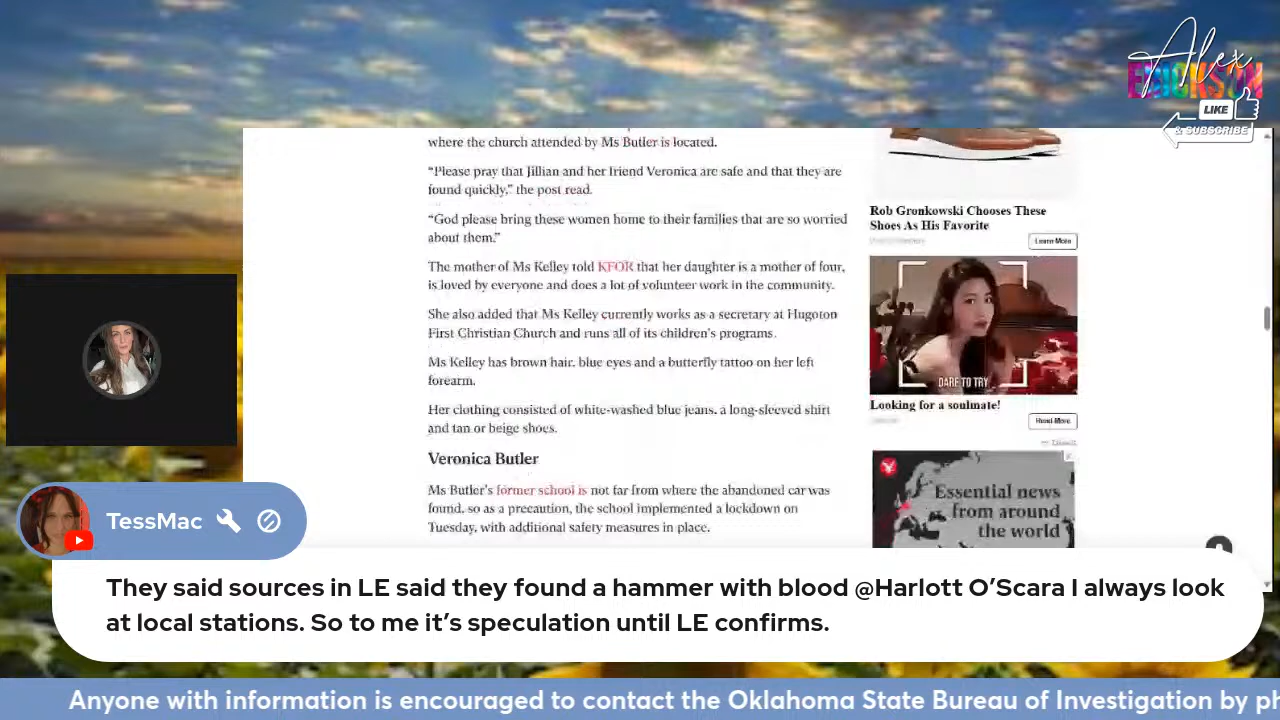 Alex
ERICKSON
LIKE
& SUBSCRIBE
where the church attended by Ms Butler is located.
“Please pray that Jillian and her friend Veronica are safe and that they are
found quickly,” the post read.
“God please bring these women home to their families that are so worried
about them.”
The mother of Ms Kelley told KFOR that her daughter is a mother of four,
is loved by everyone and does a lot of volunteer work in the community.
She also added that Ms Kelley currently works as a secretary at Hugoton
First Christian Church and runs all of its children’s programs.
Ms Kelley has brown hair, blue eyes and a butterfly tattoo on her left
forearm.
Her clothing consisted of white-washed blue jeans, a long-sleeved shirt
and tan or beige shoes.
Veronica Butler
Ms Butler’s former school is not far from where the abandoned car was
found, so as a precaution, the school implemented a lockdown on
Tuesday, with additional safety measures in place.
Rob Gronkowski Chooses These
Shoes As His Favorite
Learn More
DARE TO TRY
Looking for a soulmate!
Read More
Essential news
from around
the world
TessMac
They said sources in LE said they found a hammer with blood @Harlott O’Scara I always look
at local stations. So to me it’s speculation until LE confirms.
Anyone with information is encouraged to contact the Oklahoma State Bureau of Investigation by ph